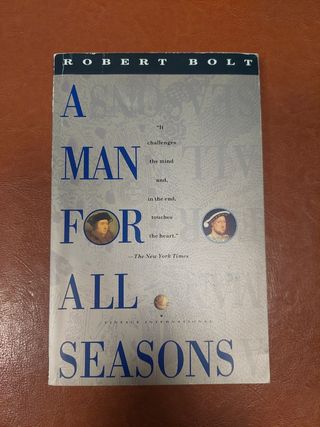 ROBERT BOLT
A
MAN
FOR
ALL
SEASONS
"It
challenges
the mind
and,
in the end,
touches
the heart."
—The New York Times
VINTAGE INTERNATIONAL